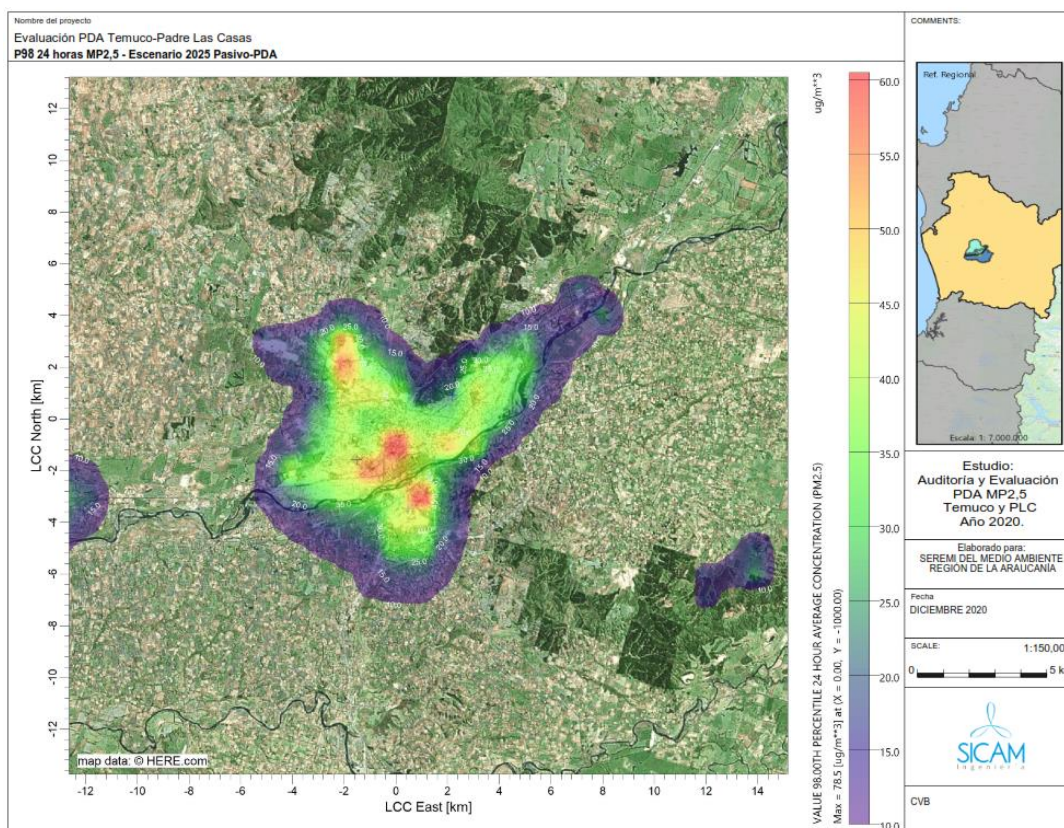 Nombre del proyecto
Evaluación PDA Temuco-Padre Las Casas
P98 24 horas MP2,5 - Escenario 2025 Pasivo-PDA
COMMENTS:
Ref. Regional
Escala: 1: 7.000.000
Estudio:
Auditoría y Evaluación
PDA MP2,5
Temuco y PLC
Año 2020.
Elaborado para:
SEREMI DEL MEDIO AMBIENTE
REGION DE LA ARAUCANÍA
Fecha
DICIEMBRE 2020
SCALE:
1:150,00
0
5 k
SICAM
Ingeniería
CVB
ug/m**3
60.0
55.0
50.0
45.0
40.0
35.0
30.0
25.0
20.0
15.0
10.0
VALUE 98.00TH PERCENTILE 24 HOUR AVERAGE CONCENTRATION (PM2.5)
Max = 78.5 [ug/m**3] at (X = 0.00, Y = -1000.00)
LCC North [km]
12
10
8
6
4
2
0
-2
-4
-6
-8
-10
-12
map data: © HERE.com
-12 -10 -8 -6 -4 -2 0 2 4 6 8 10 12 14
LCC East [km]